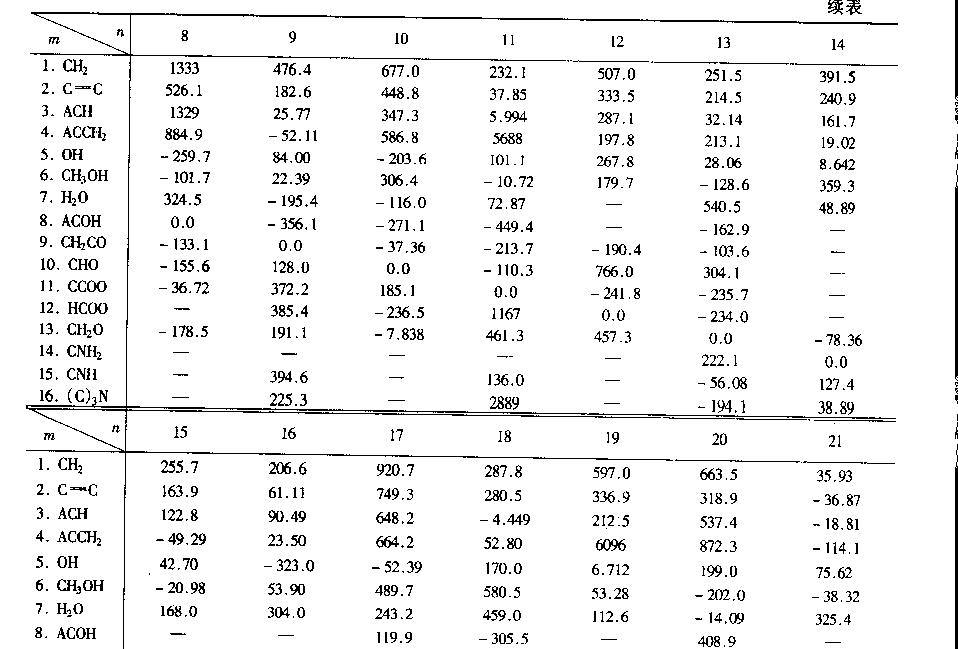 续表
m n 8 9 10 11 12 13 14
1. CH₂ 1333 476.4 677.0 232.1 507.0 251.5 391.5
2. C=C 526.1 182.6 448.8 37.85 333.5 214.5 240.9
3. ACH 1329 25.77 347.3 5.994 287.1 32.14 161.7
4. ACCH₂ 884.9 -52.11 586.8 5688 197.8 213.1 19.02
5. OH -259.7 84.00 -203.6 101.1 267.8 28.06 8.642
6. CH₃OH -101.7 22.39 306.4 -10.72 179.7 -128.6 359.3
7. H₂O 324.5 -195.4 -116.0 72.87 — 540.5 48.89
8. ACOH 0.0 -356.1 -271.1 -449.4 — -162.9 —
9. CH₂CO -133.1 0.0 -37.36 -213.7 -190.4 -103.6 —
10. CHO -155.6 128.0 0.0 -110.3 766.0 304.1 —
11. CCOO -36.72 372.2 185.1 0.0 -241.8 -235.7 —
12. HCOO — 385.4 -236.5 1167 0.0 -234.0 —
13. CH₂O -178.5 191.1 -7.838 461.3 457.3 0.0 -78.36
14. CNH₂ — — — — — 222.1 0.0
15. CNH — 394.6 — 136.0 — -56.08 127.4
16. (C)₃N — 225.3 — 2889 — -194.1 38.89
m n 15 16 17 18 19 20 21
1. CH₂ 255.7 206.6 920.7 287.8 597.0 663.5 35.93
2. C=C 163.9 61.11 749.3 280.5 336.9 318.9 -36.87
3. ACH 122.8 90.49 648.2 -4.449 212.5 537.4 -18.81
4. ACCH₂ -49.29 23.50 664.2 52.80 6096 872.3 -114.1
5. OH 42.70 -323.0 -52.39 170.0 6.712 199.0 75.62
6. CH₃OH -20.98 53.90 489.7 580.5 53.28 -202.0 -38.32
7. H₂O 168.0 304.0 243.2 459.0 112.6 -14.09 325.4
8. ACOH — — 119.9 -305.5 — 408.9 —